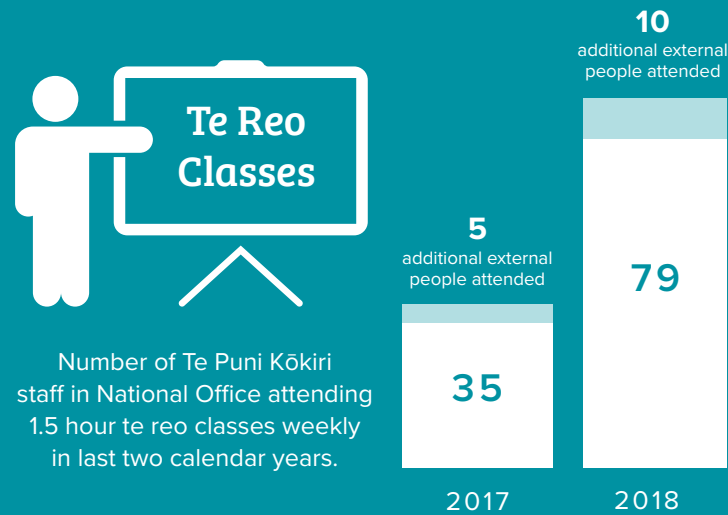 Te Reo
Classes
Number of Te Puni Kōkiri
staff in National Office attending
1.5 hour te reo classes weekly
in last two calendar years.
5
additional external
people attended
35
2017
10
additional external
people attended
79
2018